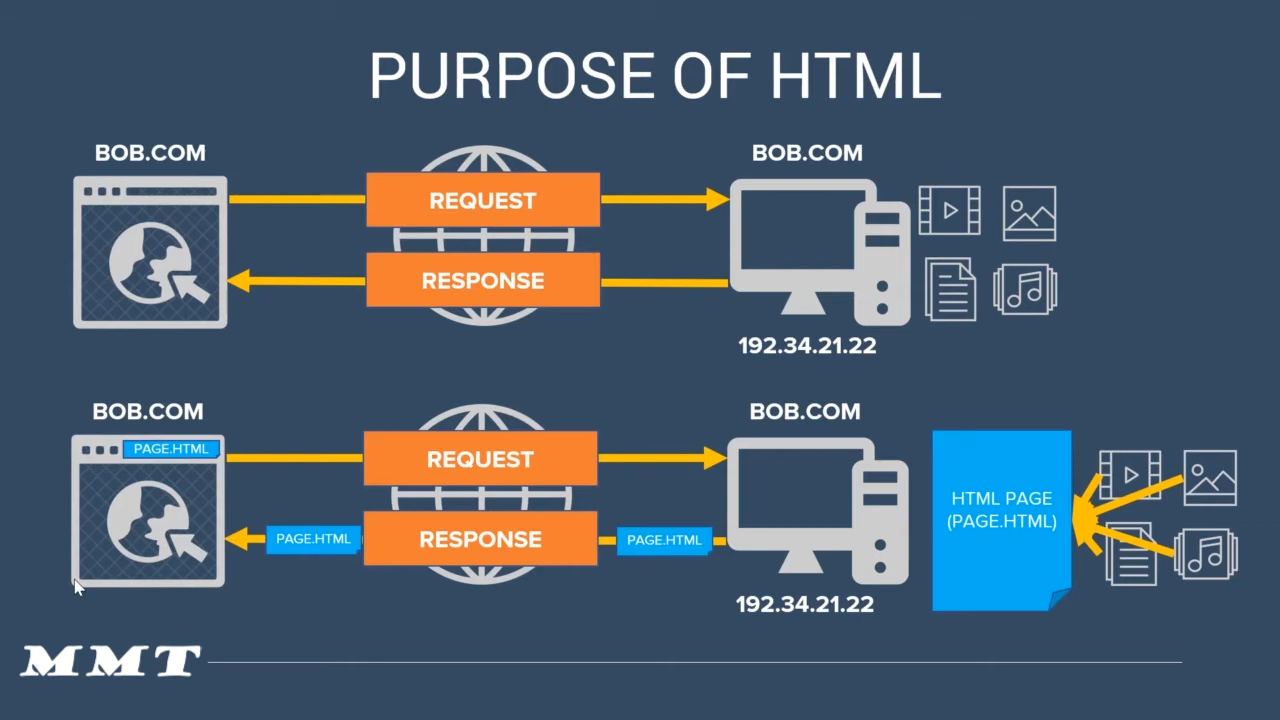 PURPOSE OF HTML
BOB.COM
BOB.COM
REQUEST
RESPONSE
192.34.21.22
BOB.COM
BOB.COM
PAGE.HTML
REQUEST
HTML PAGE
(PAGE.HTML)
PAGE.HTML
RESPONSE
PAGE.HTML
192.34.21.22
MMT